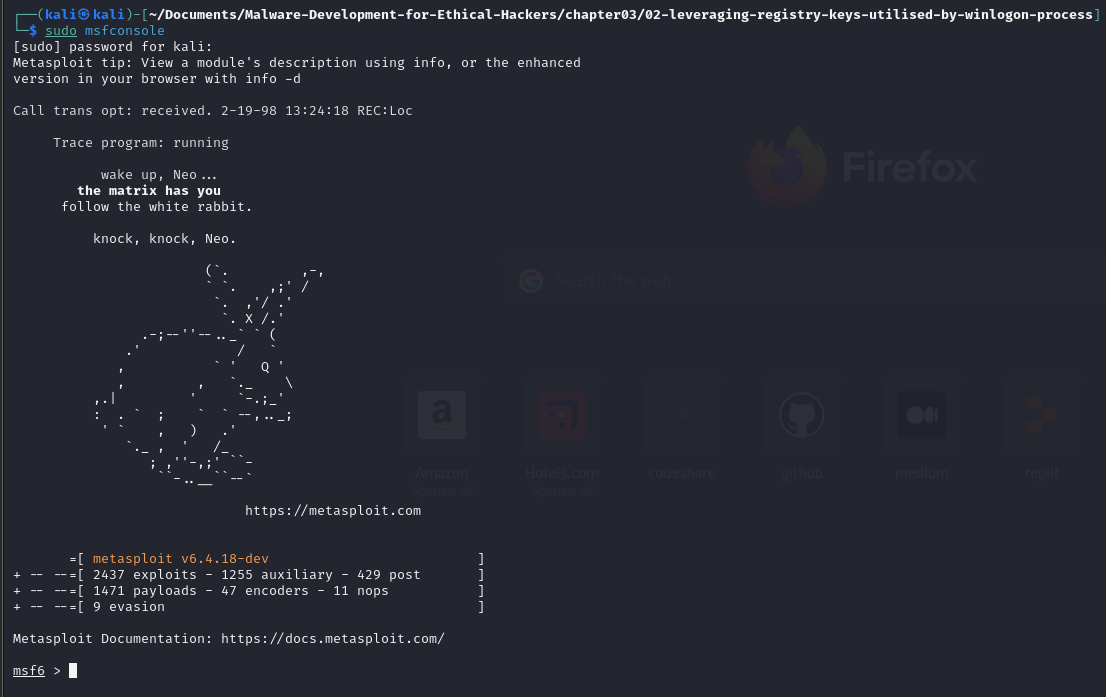 ┌──(kali㉿kali)-[~/Documents/Malware-Development-for-Ethical-Hackers/chapter03/02-leveraging-registry-keys-utilised-by-winlogon-process]
└─$ sudo msfconsole
[sudo] password for kali:
Metasploit tip: View a module's description using info, or the enhanced
version in your browser with info -d
Call trans opt: received. 2-19-98 13:24:18 REC:Loc
Trace program: running
wake up, Neo...
the matrix has you
follow the white rabbit.
knock, knock, Neo.
https://metasploit.com
=[ metasploit v6.4.18-dev ]
+ -- --=[ 2437 exploits - 1255 auxiliary - 429 post ]
+ -- --=[ 1471 payloads - 47 encoders - 11 nops ]
+ -- --=[ 9 evasion ]
Metasploit Documentation: https://docs.metasploit.com/
msf6 >
Firefox
Search the web
Amazon
Sponsored
Hotels.com
Sponsored
codeshare
github
medium
replit